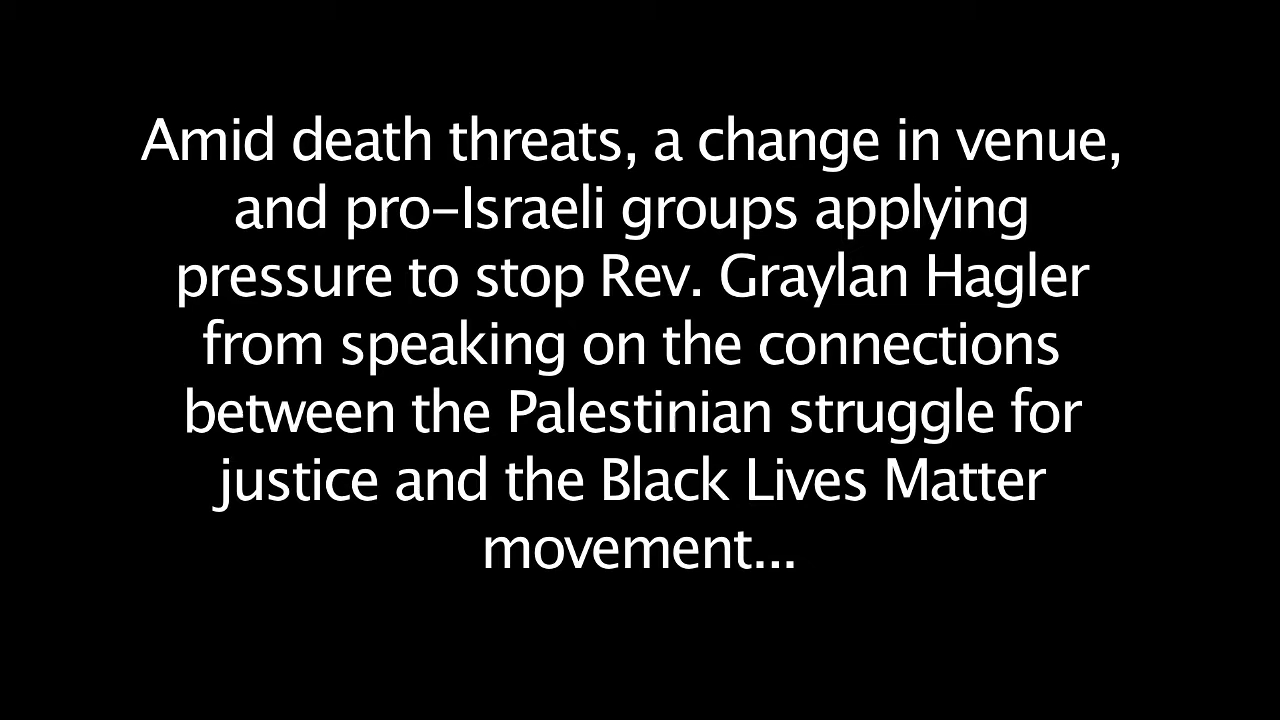 Amid death threats, a change in venue,
and pro–Israeli groups applying
pressure to stop Rev. Graylan Hagler
from speaking on the connections
between the Palestinian struggle for
justice and the Black Lives Matter
movement...